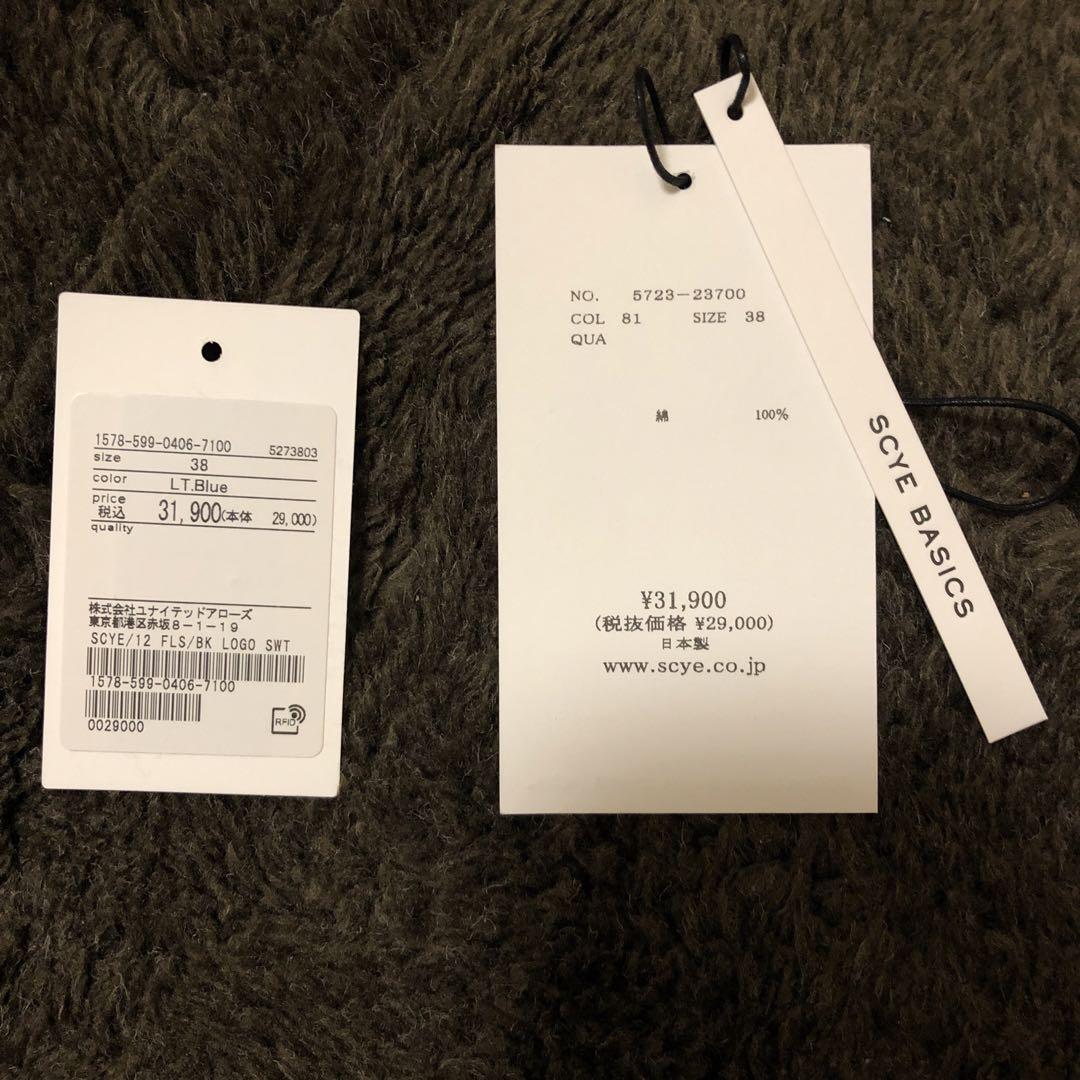 1578-599-0406-7100 5273803
size 38
color LT.Blue
price
税込 31,900(本体 29,000)
quality
株式会社ユナイテッドアローズ
東京都港区赤坂8-1-19
SCYE/12 FLS/BK LOGO SWT
1578-599-0406-7100
0029000
RFID
NO. 5723-23700
COL 81 SIZE 38
QUA
綿 100%
¥31,900
(税抜価格 ¥29,000)
日本製
www.scye.co.jp
SCYE BASICS